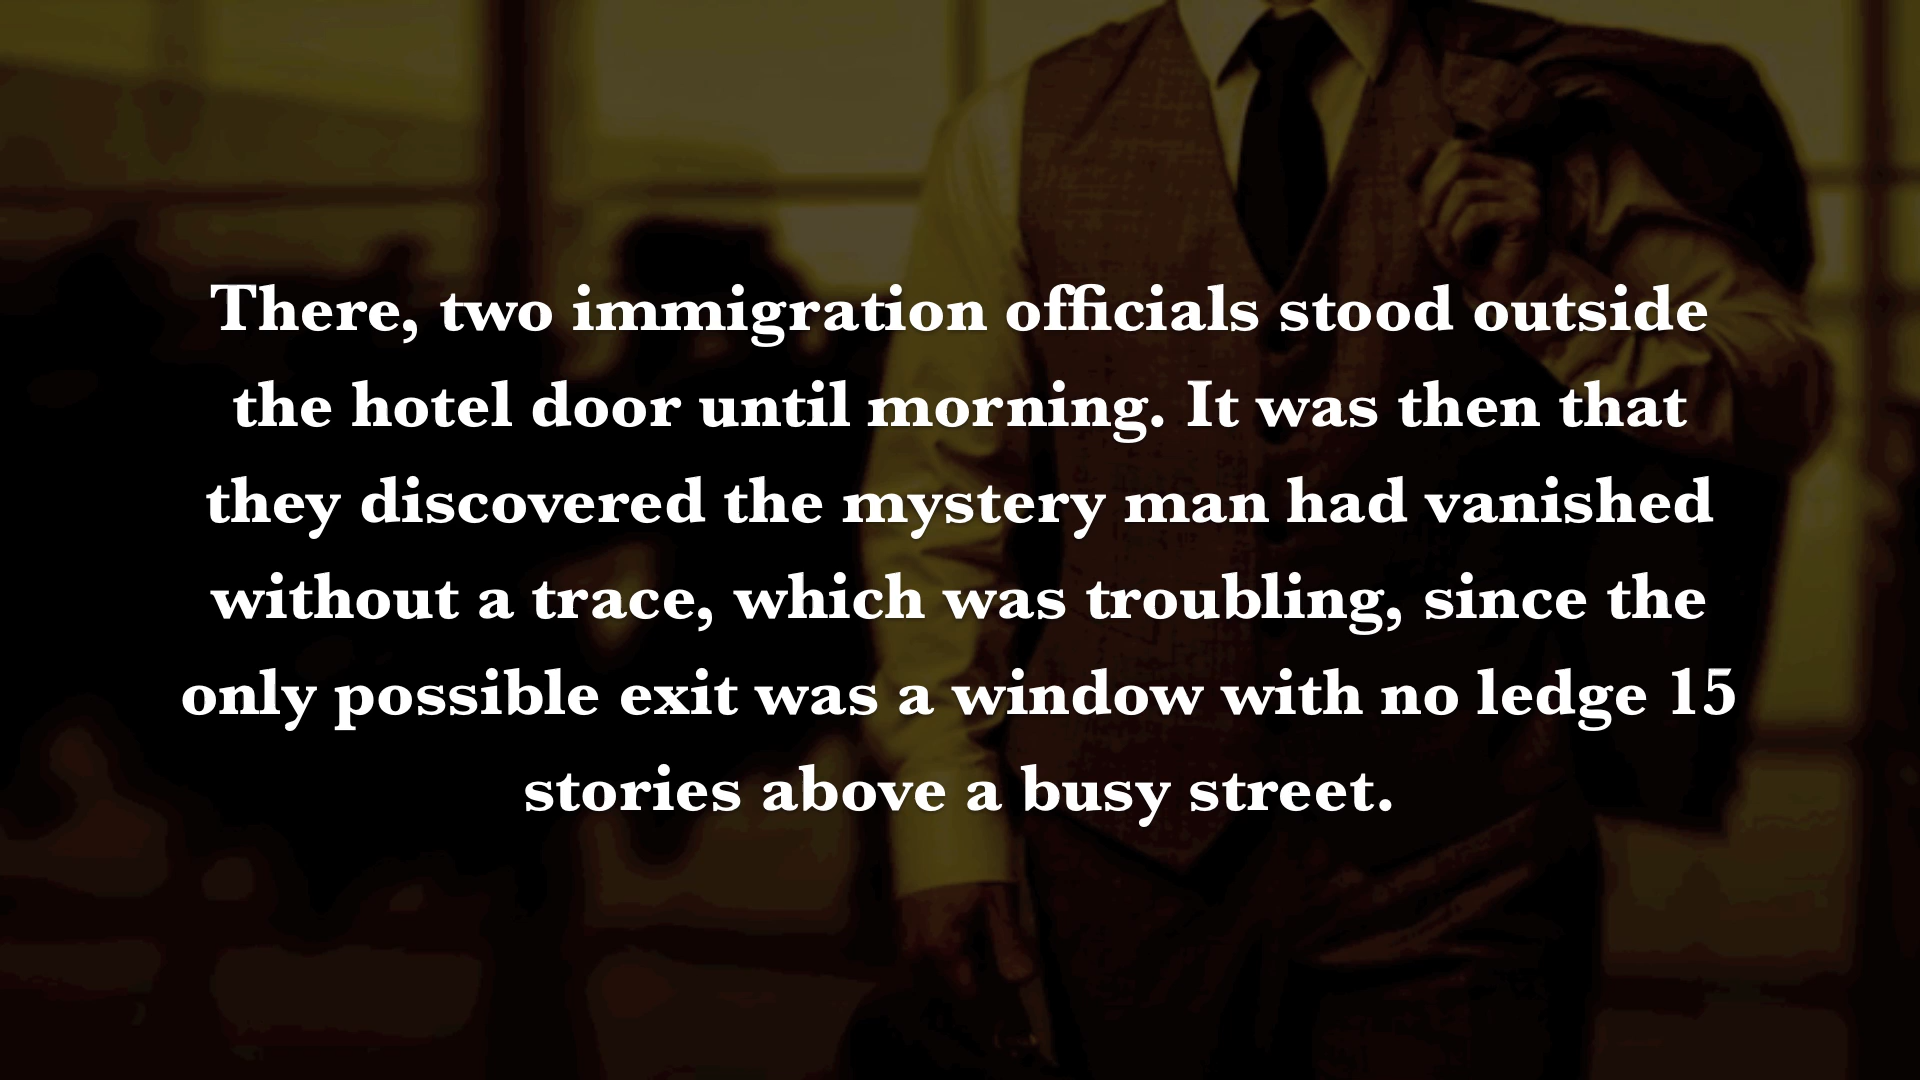 There, two immigration officials stood outside
the hotel door until morning. It was then that
they discovered the mystery man had vanished
without a trace, which was troubling, since the
only possible exit was a window with no ledge 15
stories above a busy street.